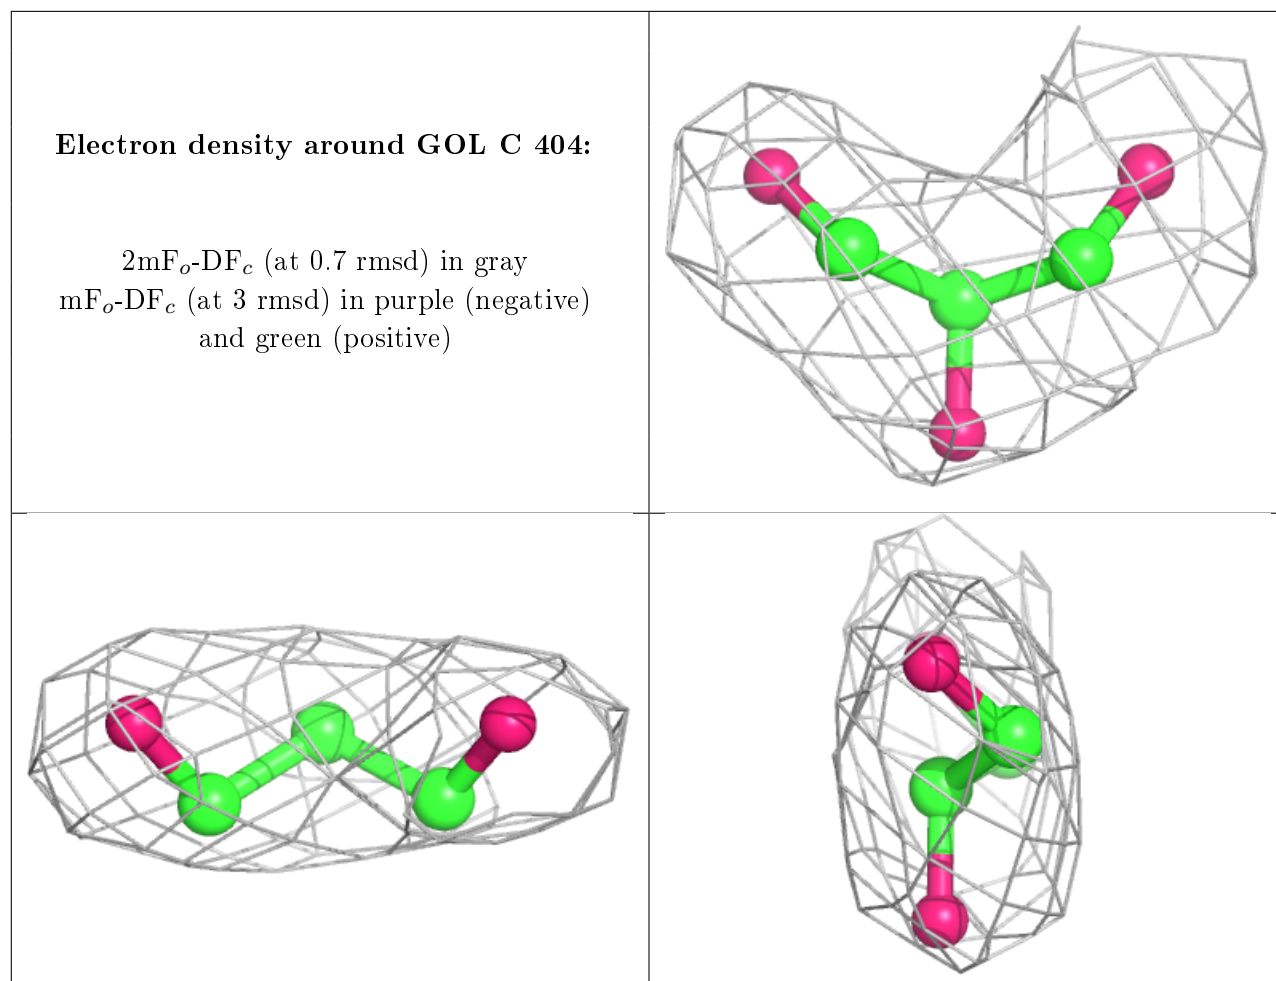 Electron density around GOL C 404:
2mFo-DFc (at 0.7 rmsd) in gray
mFo-DFc (at 3 rmsd) in purple (negative)
and green (positive)